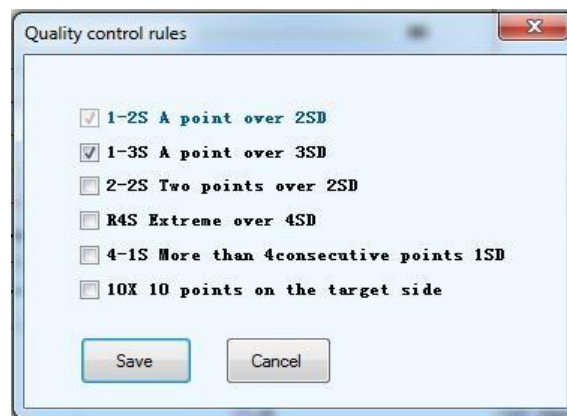 Quality control rules
1-2S A point over 2SD
1-3S A point over 3SD
2-2S Two points over 2SD
R4S Extreme over 4SD
4-1S More than 4consecutive points 1SD
10X 10 points on the target side
Save
Cancel